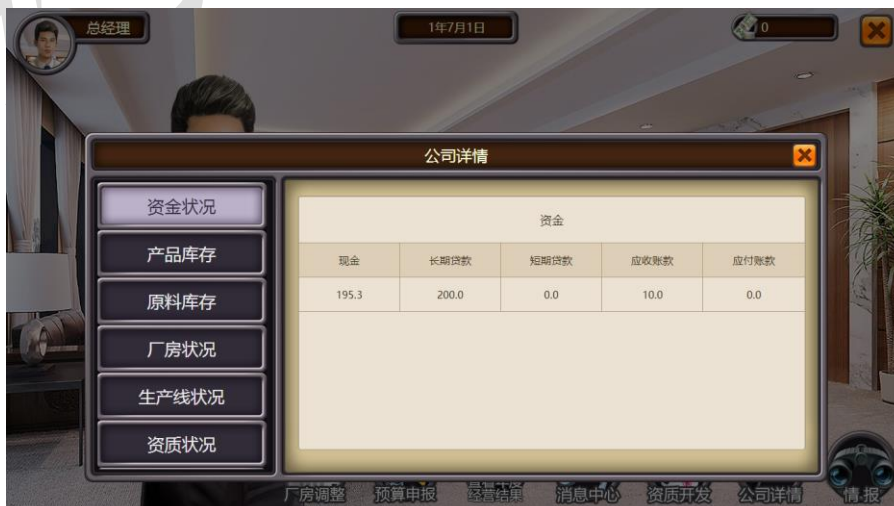 总经理
1年7月1日
0
公司详情
资金状况
产品库存
原料库存
厂房状况
生产线状况
资质状况
资金
现金 长期贷款 短期贷款 应收账款 应付账款
195.3 200.0 0.0 10.0 0.0
厂房调整 预算申报 经营结果 消息中心 资质开发 公司详情 情报